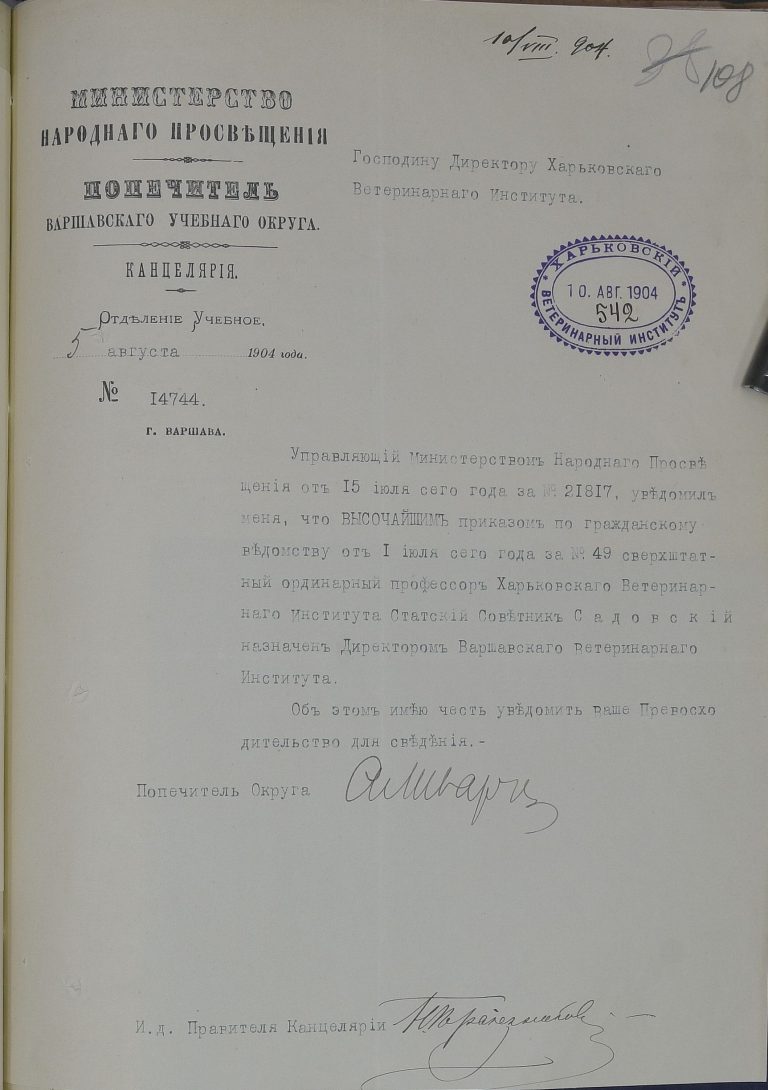 10/VIII. 904.
108
МИНИСТЕРСТВО
НАРОДНАГО ПРОСВѢЩЕНІЯ
ПОПЕЧИТЕЛЬ
ВАРШАВСКАГО УЧЕБНАГО ОКРУГА.
КАНЦЕЛЯРІЯ.
Отдѣленіе Учебное.
5 августа 1904 года.
№ 14744.
г. ВАРШАВА.
Господину Директору Харьковскаго
Ветеринарнаго Института.
ХАРЬКОВСКІЙ
10. АВГ. 1904
542
ВЕТЕРИНАРНЫЙ ИНСТИТУТЪ
Управляющій Министерствомъ Народнаго Просвѣ
щенія отъ 15 іюля сего года за № 21817, увѣдомилъ
меня, что ВЫСОЧАЙШИМЪ приказомъ по гражданскому
вѣдомству отъ I іюля сего года за № 49 сверхштат-
ный ординарный профессоръ Харьковскаго Ветеринар-
наго Института Статскій Совѣтникъ Садовскій
назначенъ Директоромъ Варшавскаго Ветеринарнаго
Института.
Объ этомъ имѣю честь увѣдомить Ваше Превосхо
дительство для свѣдѣнія.-
Попечитель Округа АШварц
И.д. Правителя Канцеляріи